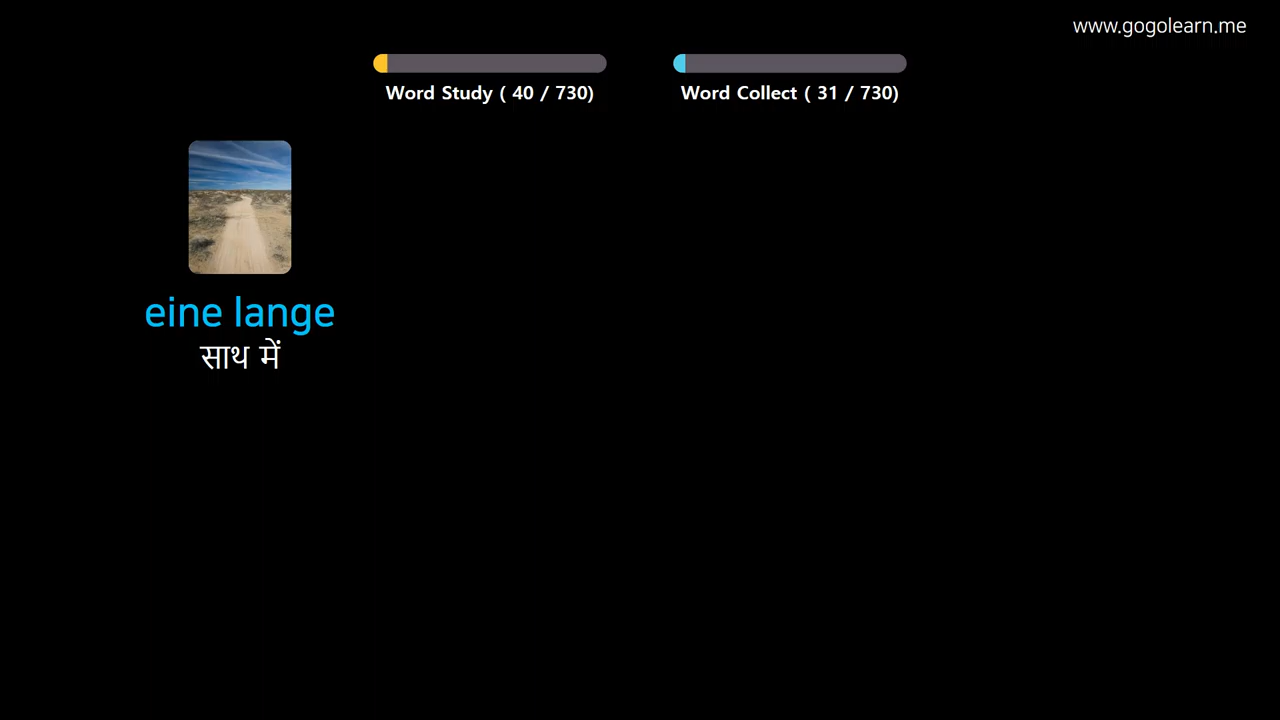 www.gogolearn.me
Word Study ( 40 / 730)
Word Collect ( 31 / 730)
eine lange
साथ में